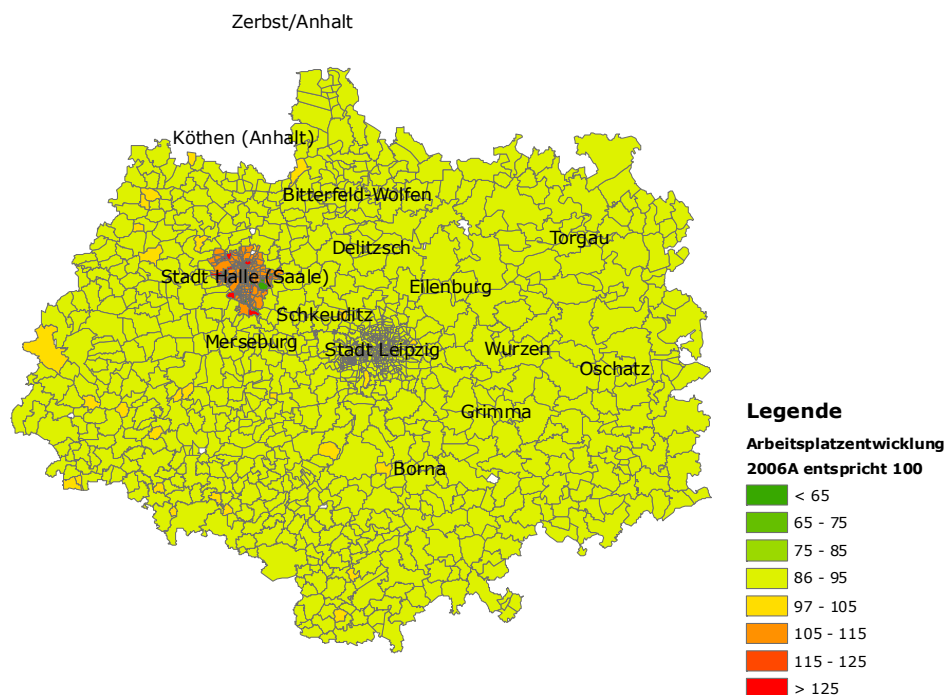 Zerbst/Anhalt
Köthen (Anhalt)
Bitterfeld-Wolfen
Delitzsch
Torgau
Stadt Halle (Saale)
Eilenburg
Schkeuditz
Merseburg
Stadt Leipzig
Wurzen
Oschatz
Grimma
Borna
Legende
Arbeitsplatzentwicklung
2006A entspricht 100
< 65
65 - 75
75 - 85
86 - 95
97 - 105
105 - 115
115 - 125
> 125